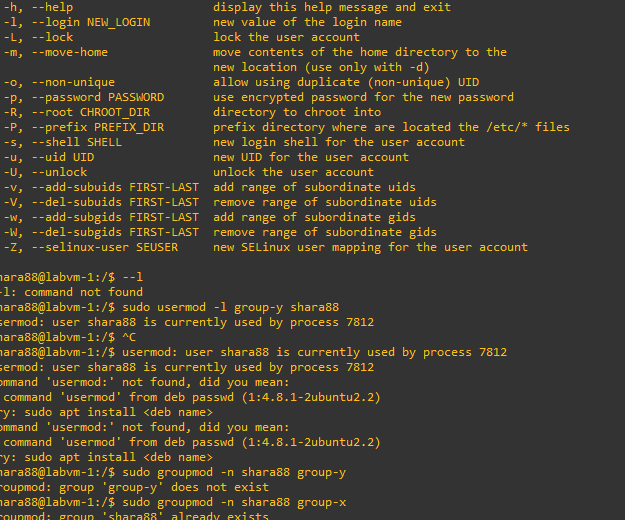 -h, --help display this help message and exit
-l, --login NEW_LOGIN new value of the login name
-L, --lock lock the user account
-m, --move-home move contents of the home directory to the
new location (use only with -d)
-o, --non-unique allow using duplicate (non-unique) UID
-p, --password PASSWORD use encrypted password for the new password
-R, --root CHROOT_DIR directory to chroot into
-P, --prefix PREFIX_DIR prefix directory where are located the /etc/* files
-s, --shell SHELL new login shell for the user account
-u, --uid UID new UID for the user account
-U, --unlock unlock the user account
-v, --add-subuids FIRST-LAST add range of subordinate uids
-V, --del-subuids FIRST-LAST remove range of subordinate uids
-w, --add-subgids FIRST-LAST add range of subordinate gids
-W, --del-subgids FIRST-LAST remove range of subordinate gids
-Z, --selinux-user SEUSER new SELinux user mapping for the user account
hara88@labvm-1:/$ --l
-l: command not found
hara88@labvm-1:/$ sudo usermod -l group-y shara88
sermod: user shara88 is currently used by process 7812
hara88@labvm-1:/$ ^C
hara88@labvm-1:/$ usermod: user shara88 is currently used by process 7812
sermod: user shara88 is currently used by process 7812
ommand 'usermod:' not found, did you mean:
command 'usermod' from deb passwd (1:4.8.1-2ubuntu2.2)
ry: sudo apt install <deb name>
ommand 'usermod:' not found, did you mean:
command 'usermod' from deb passwd (1:4.8.1-2ubuntu2.2)
ry: sudo apt install <deb name>
hara88@labvm-1:/$ sudo groupmod -n shara88 group-y
roupmod: group 'group-y' does not exist
hara88@labvm-1:/$ sudo groupmod -n shara88 group-x
roupmod: group 'shara88' already exists